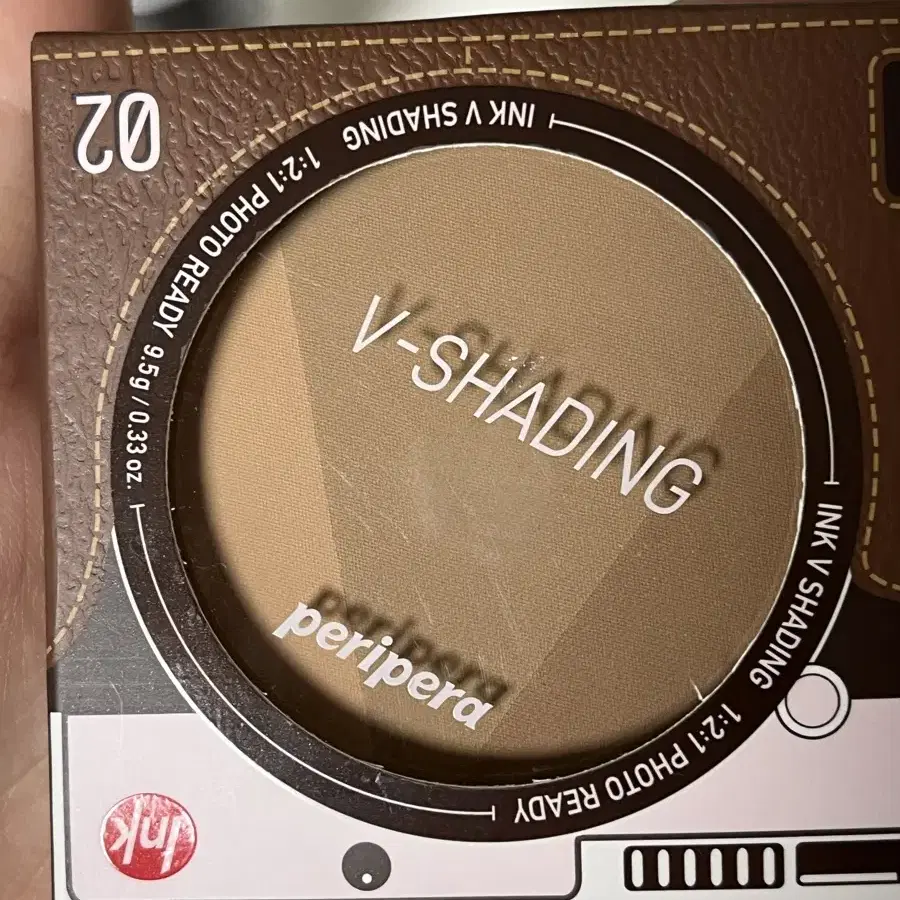 02
INK V SHADING
1:2:1 PHOTO READY 9.5g / 0.33 oz.
V-SHADING
peripera
INK V SHADING
1:2:1 PHOTO READY
ink